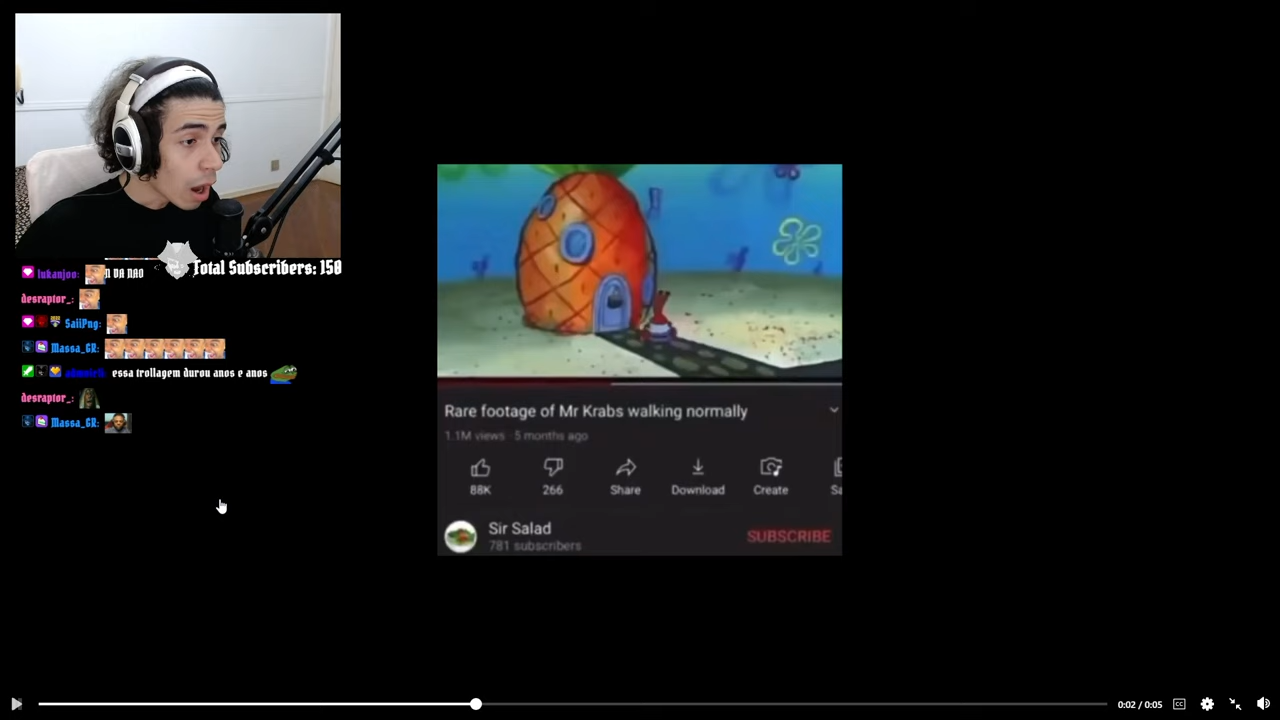 Total Subscribers: 150
lukanjoo: N DA NAO
desraptor_:
SaiiPng:
Massa_GR:
essa trollagem durou anos e anos
desraptor_:
Massa_GR:
Rare footage of Mr Krabs walking normally
1.1M views · 5 months ago
88K 266 Share Download Create
Sir Salad
781 subscribers
SUBSCRIBE
0:02 / 0:05
CC